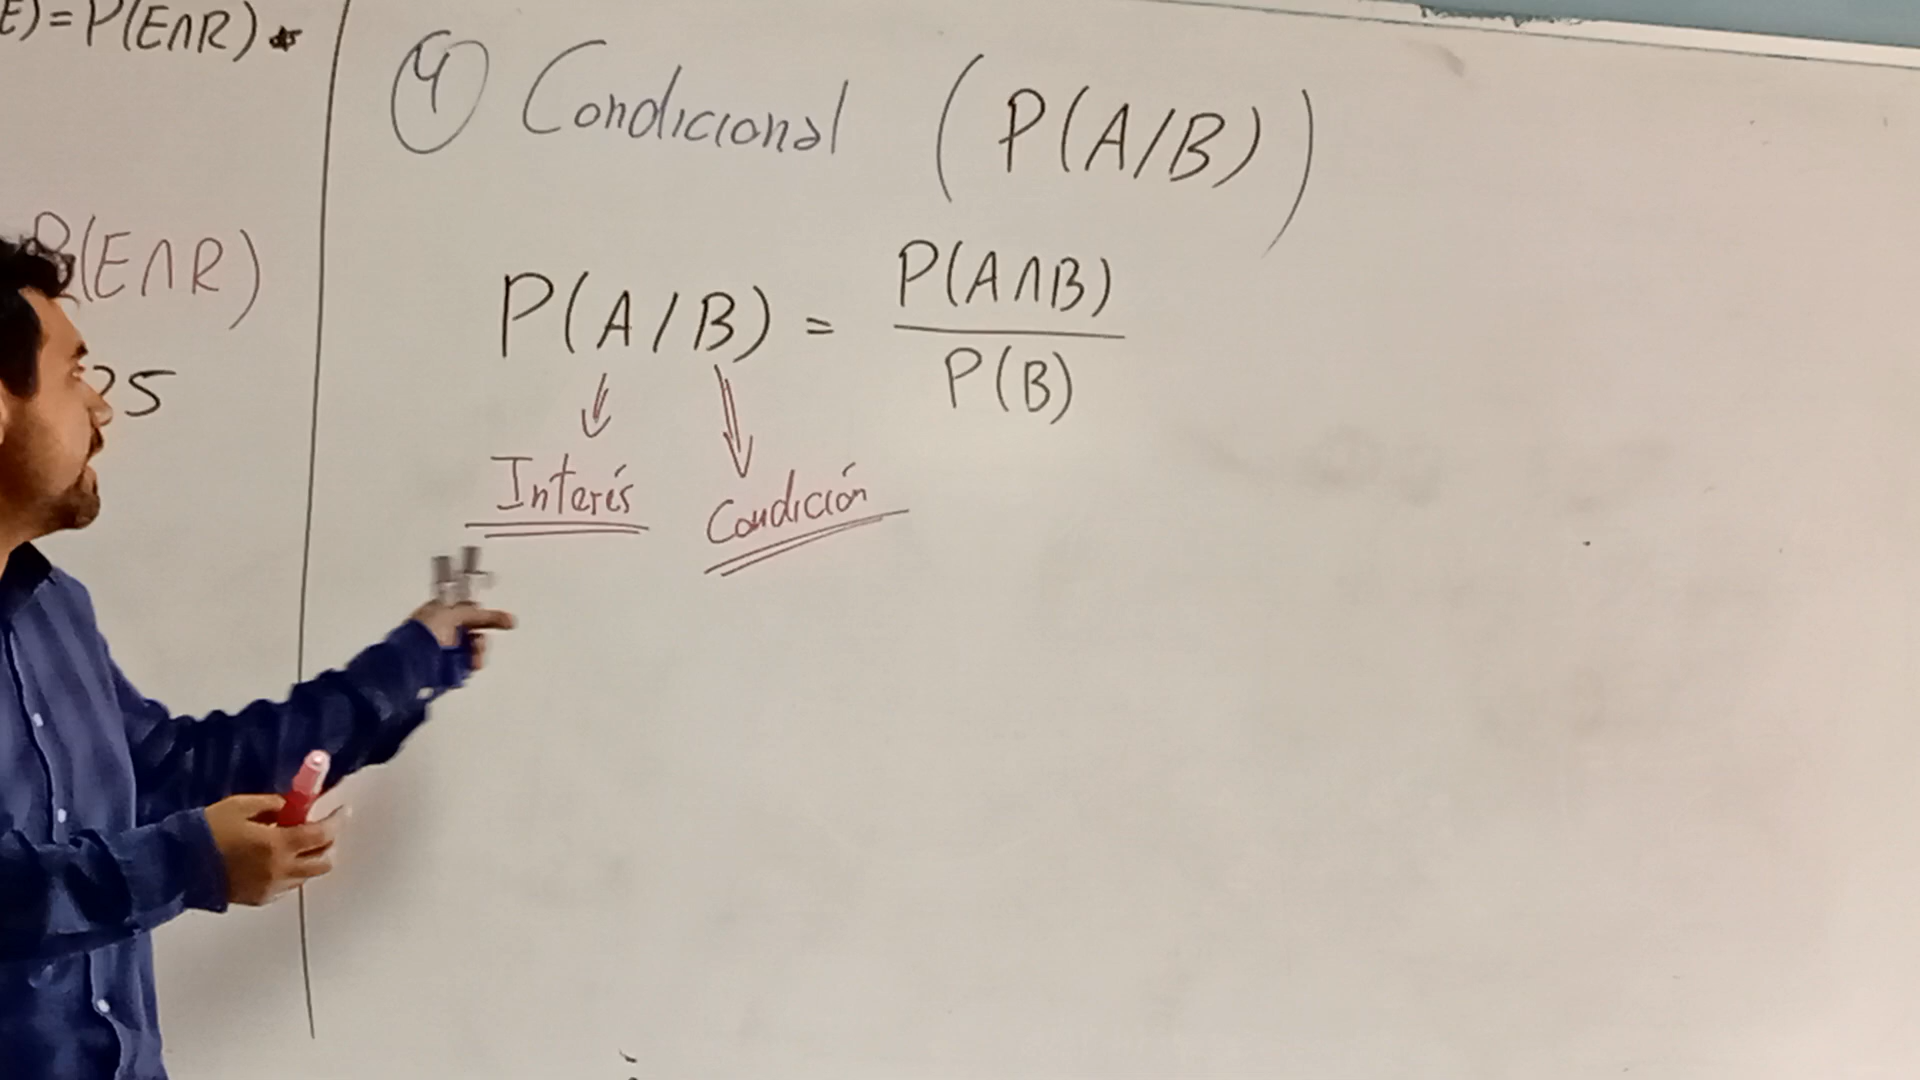 E) = P(E∩R)
P(E∩R)
25
④ Condicional (P(A/B))
P(A/B) = P(A∩B)
P(B)
Interés Condición